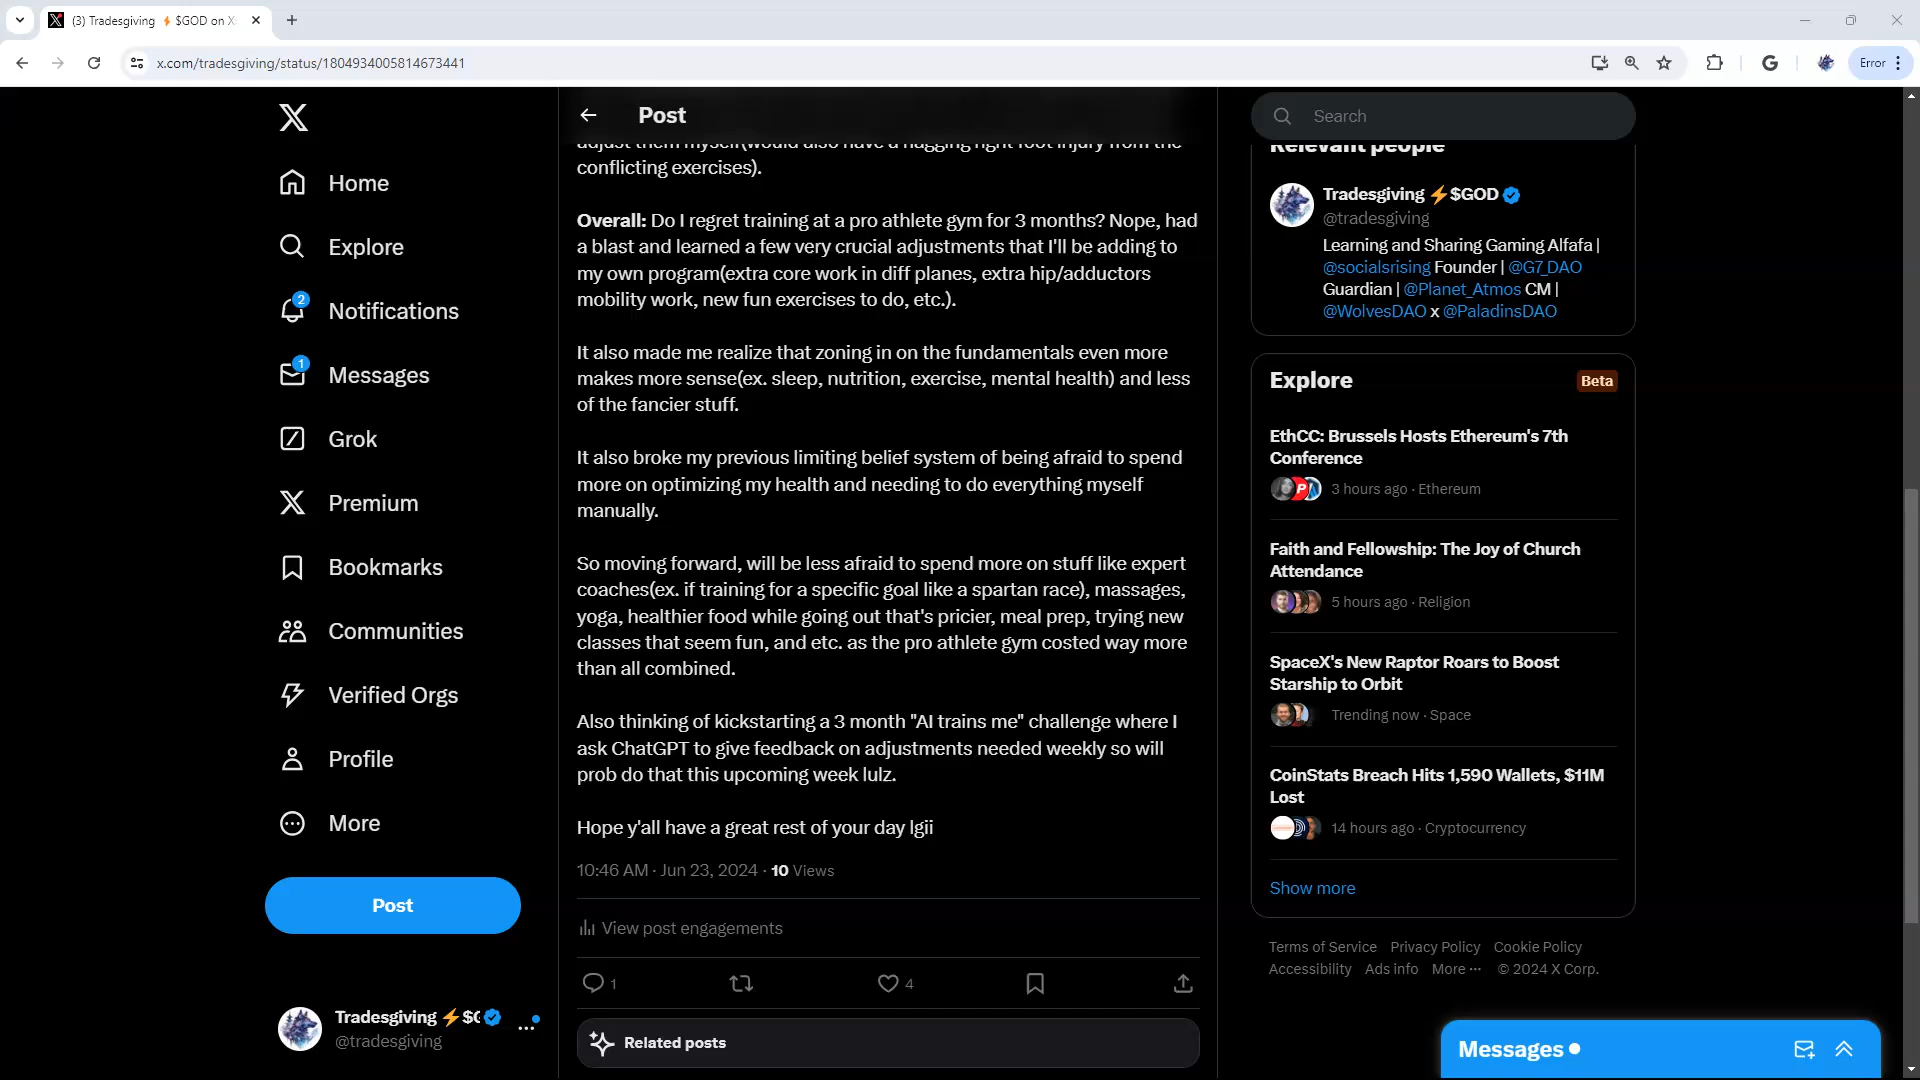 (3) Tradesgiving ⚡ $GOD on X
x.com/tradesgiving/status/1804934005814673441
Error
Home
Explore
2
Notifications
1
Messages
Grok
Premium
Bookmarks
Communities
Verified Orgs
Profile
More
Post
Tradesgiving ⚡$G
@tradesgiving
Post
adjust them myself(would also have a nagging right foot injury from the
conflicting exercises).
Overall: Do I regret training at a pro athlete gym for 3 months? Nope, had
a blast and learned a few very crucial adjustments that I'll be adding to
my own program(extra core work in diff planes, extra hip/adductors
mobility work, new fun exercises to do, etc.).
It also made me realize that zoning in on the fundamentals even more
makes more sense(ex. sleep, nutrition, exercise, mental health) and less
of the fancier stuff.
It also broke my previous limiting belief system of being afraid to spend
more on optimizing my health and needing to do everything myself
manually.
So moving forward, will be less afraid to spend more on stuff like expert
coaches(ex. if training for a specific goal like a spartan race), massages,
yoga, healthier food while going out that's pricier, meal prep, trying new
classes that seem fun, and etc. as the pro athlete gym costed way more
than all combined.
Also thinking of kickstarting a 3 month "AI trains me" challenge where I
ask ChatGPT to give feedback on adjustments needed weekly so will
prob do that this upcoming week lulz.
Hope y'all have a great rest of your day lgii
10:46 AM · Jun 23, 2024 · 10 Views
View post engagements
1
4
Related posts
Search
Relevant people
Tradesgiving ⚡$GOD
@tradesgiving
Learning and Sharing Gaming Alfafa |
@socialsrising Founder | @G7_DAO
Guardian | @Planet_Atmos CM |
@WolvesDAO x @PaladinsDAO
Explore
Beta
EthCC: Brussels Hosts Ethereum's 7th
Conference
3 hours ago · Ethereum
Faith and Fellowship: The Joy of Church
Attendance
5 hours ago · Religion
SpaceX's New Raptor Roars to Boost
Starship to Orbit
Trending now · Space
CoinStats Breach Hits 1,590 Wallets, $11M
Lost
14 hours ago · Cryptocurrency
Show more
Terms of Service Privacy Policy Cookie Policy
Accessibility Ads info More ··· © 2024 X Corp.
Messages